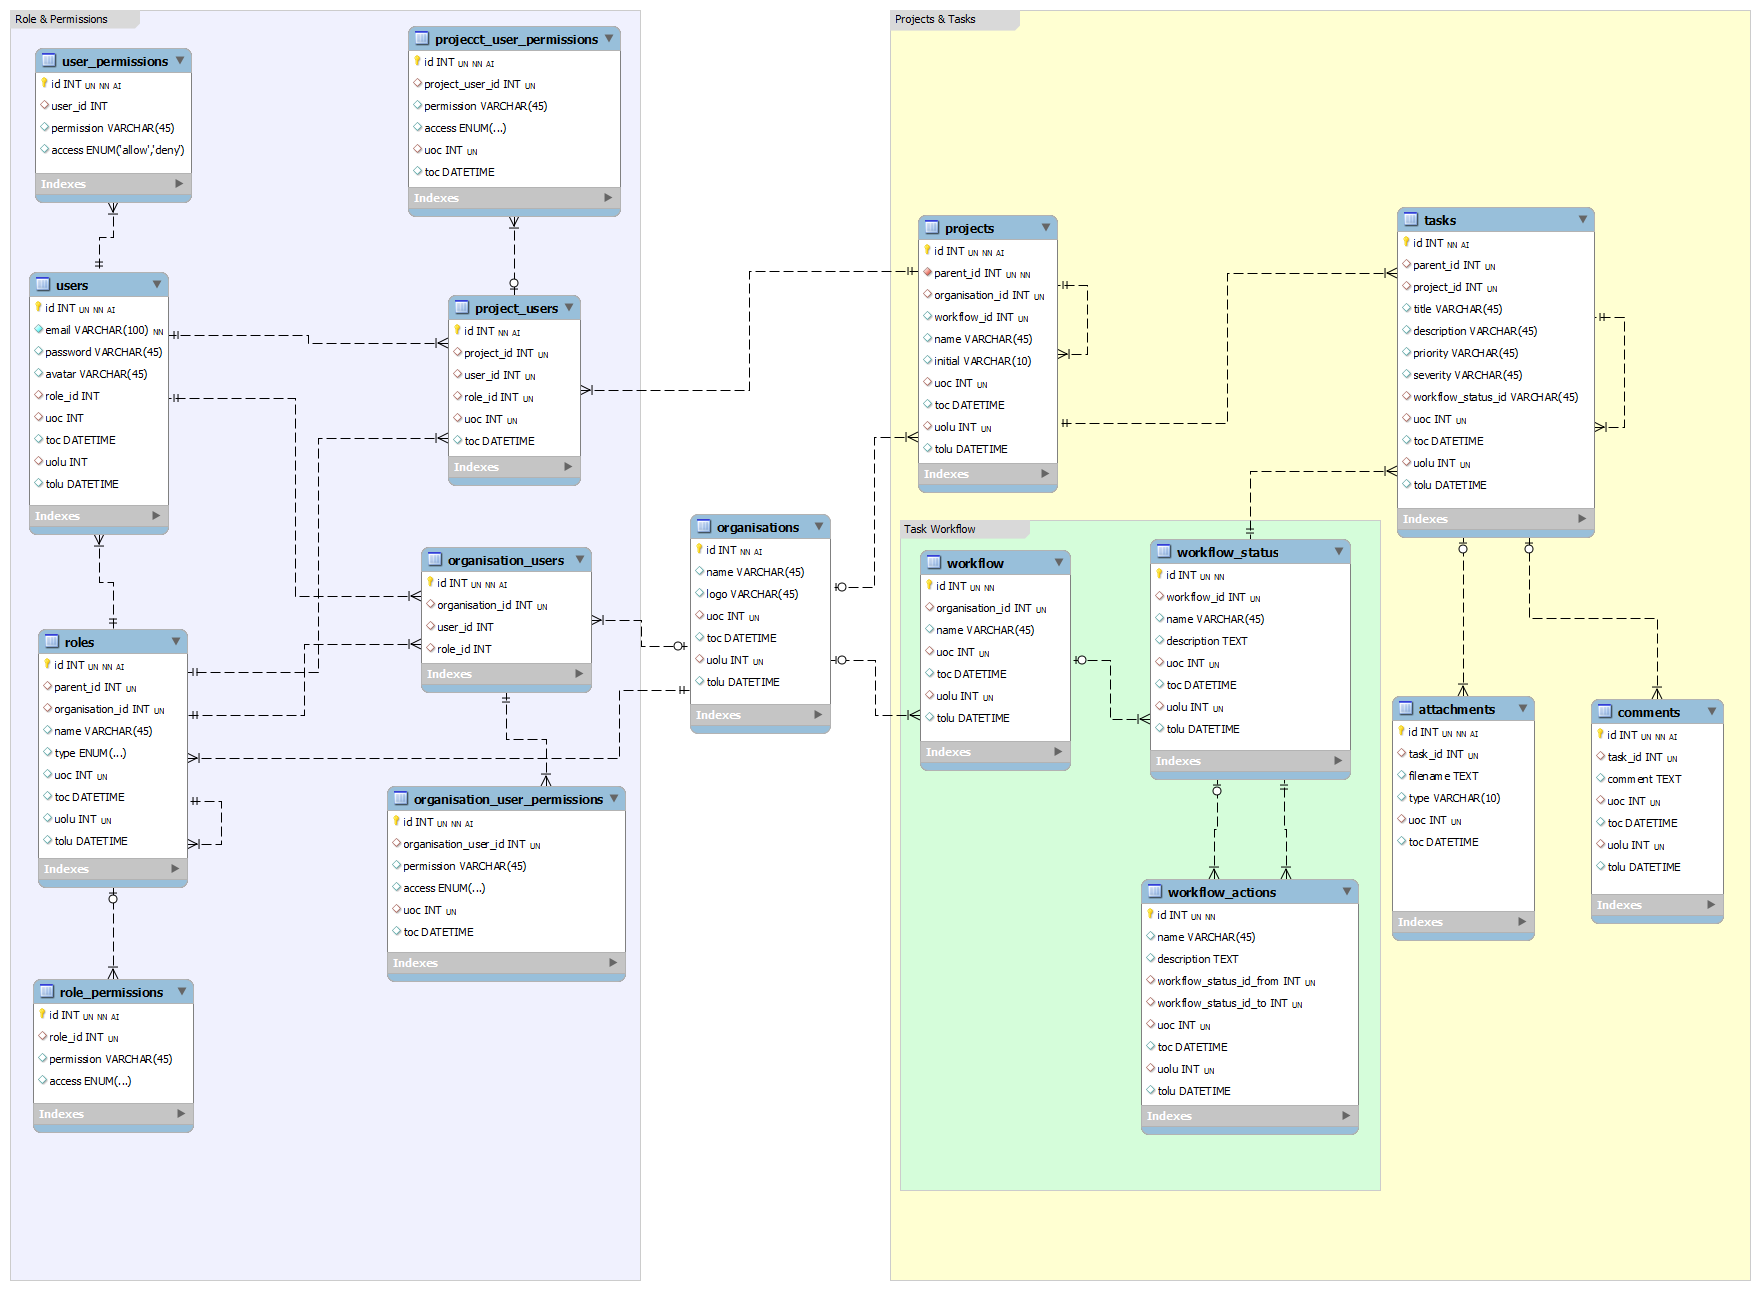 Role & Permissions
user_permissions
id INT UN NN AI
user_id INT
permission VARCHAR(45)
access ENUM('allow','deny')
Indexes
projecct_user_permissions
id INT UN NN AI
project_user_id INT UN
permission VARCHAR(45)
access ENUM(...)
uoc INT UN
toc DATETIME
Indexes
users
id INT UN NN AI
email VARCHAR(100) NN
password VARCHAR(45)
avatar VARCHAR(45)
role_id INT
uoc INT
toc DATETIME
uolu INT
tolu DATETIME
Indexes
project_users
id INT NN AI
project_id INT UN
user_id INT UN
role_id INT UN
uoc INT UN
toc DATETIME
Indexes
organisation_users
id INT UN NN AI
organisation_id INT UN
user_id INT
role_id INT
Indexes
roles
id INT UN NN AI
parent_id INT UN
organisation_id INT UN
name VARCHAR(45)
type ENUM(...)
uoc INT UN
toc DATETIME
uolu INT UN
tolu DATETIME
Indexes
organisation_user_permissions
id INT UN NN AI
organisation_user_id INT UN
permission VARCHAR(45)
access ENUM(...)
uoc INT UN
toc DATETIME
Indexes
role_permissions
id INT UN NN AI
role_id INT UN
permission VARCHAR(45)
access ENUM(...)
Indexes
organisations
id INT NN AI
name VARCHAR(45)
logo VARCHAR(45)
uoc INT UN
toc DATETIME
uolu INT UN
tolu DATETIME
Indexes
Projects & Tasks
projects
id INT UN NN AI
parent_id INT UN NN
organisation_id INT UN
workflow_id INT UN
name VARCHAR(45)
initial VARCHAR(10)
uoc INT UN
toc DATETIME
uolu INT UN
tolu DATETIME
Indexes
tasks
id INT NN AI
parent_id INT UN
project_id INT UN
title VARCHAR(45)
description VARCHAR(45)
priority VARCHAR(45)
severity VARCHAR(45)
workflow_status_id VARCHAR(45)
uoc INT UN
toc DATETIME
uolu INT UN
tolu DATETIME
Indexes
Task Workflow
workflow
id INT UN NN
organisation_id INT UN
name VARCHAR(45)
uoc INT UN
toc DATETIME
uolu INT UN
tolu DATETIME
Indexes
workflow_status
id INT UN NN
workflow_id INT UN
name VARCHAR(45)
description TEXT
uoc INT UN
toc DATETIME
uolu INT UN
tolu DATETIME
Indexes
workflow_actions
id INT UN NN
name VARCHAR(45)
description TEXT
workflow_status_id_from INT UN
workflow_status_id_to INT UN
uoc INT UN
toc DATETIME
uolu INT UN
tolu DATETIME
Indexes
attachments
id INT UN NN AI
task_id INT UN
filename TEXT
type VARCHAR(10)
uoc INT UN
toc DATETIME
Indexes
comments
id INT UN NN AI
task_id INT UN
comment TEXT
uoc INT UN
toc DATETIME
uolu INT UN
tolu DATETIME
Indexes